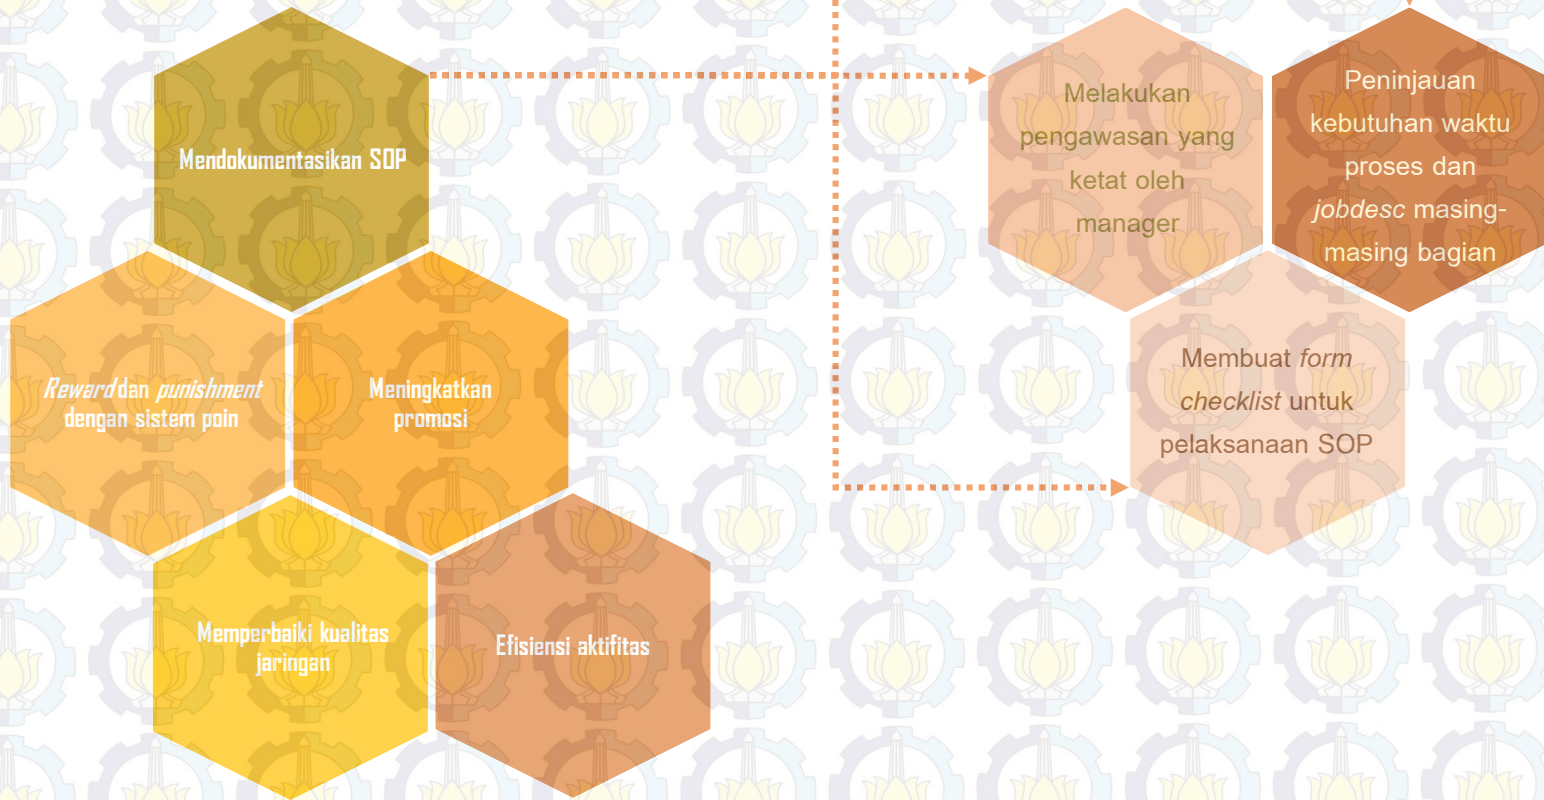 Mendokumentasikan SOP
Reward dan punishment
dengan sistem poin
Meningkatkan
promosi
Memperbaiki kualitas
jaringan
Efisiensi aktifitas
Melakukan
pengawasan yang
ketat oleh
manager
Peninjauan
kebutuhan waktu
proses dan
jobdesc masing-
masing bagian
Membuat form
checklist untuk
pelaksanaan SOP